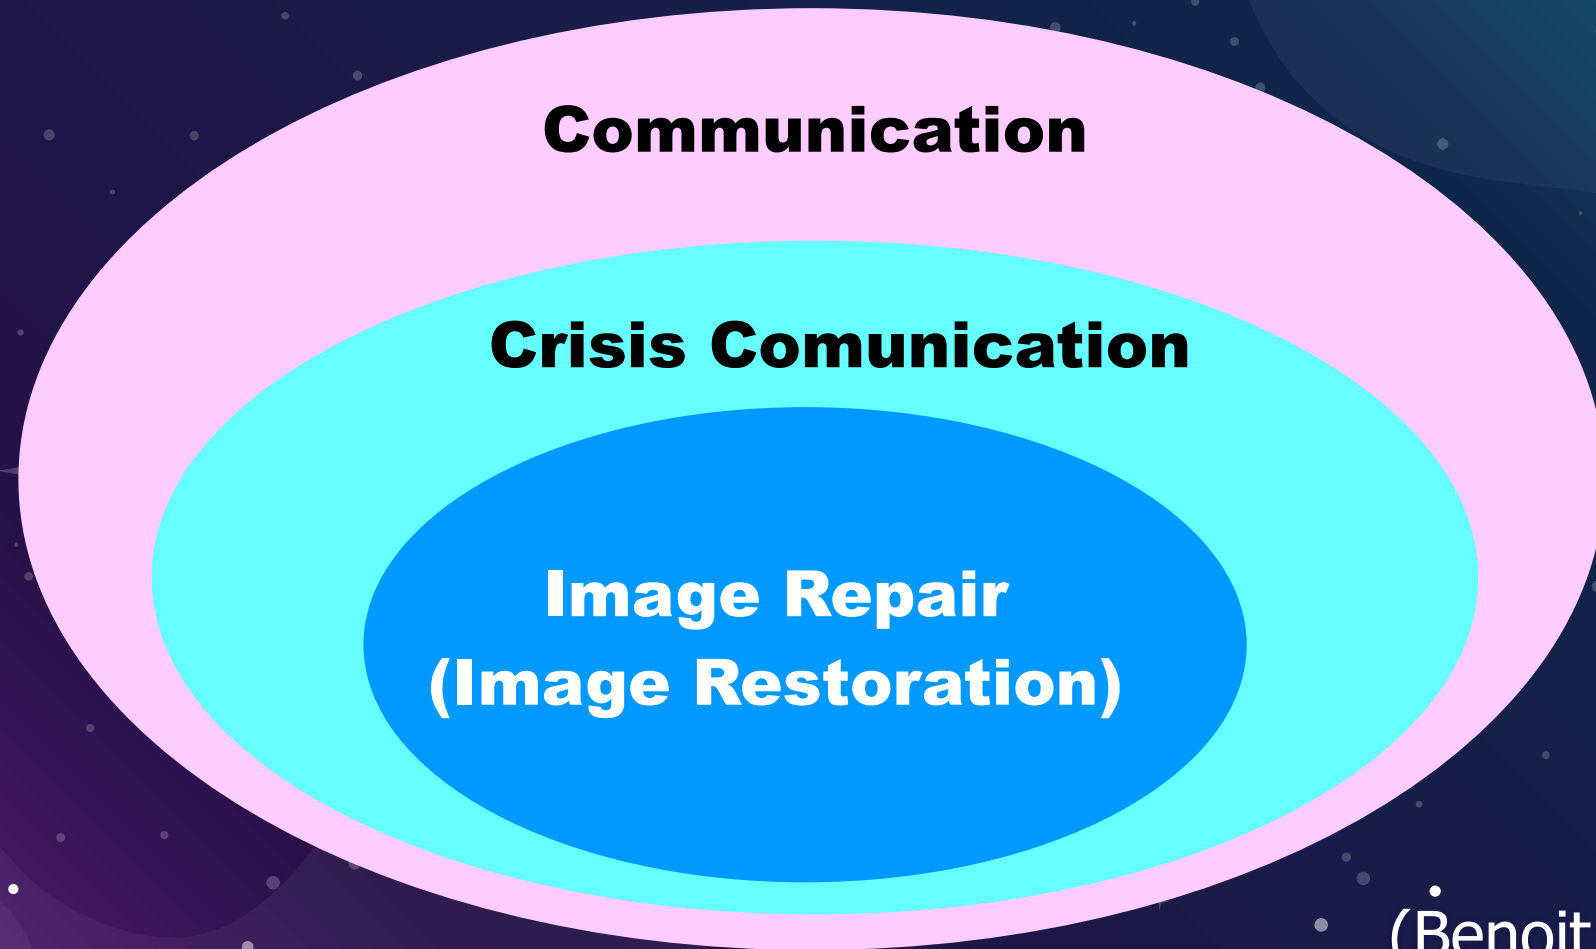 Communication
Crisis Comunication
Image Repair
(Image Restoration)
(Benoit